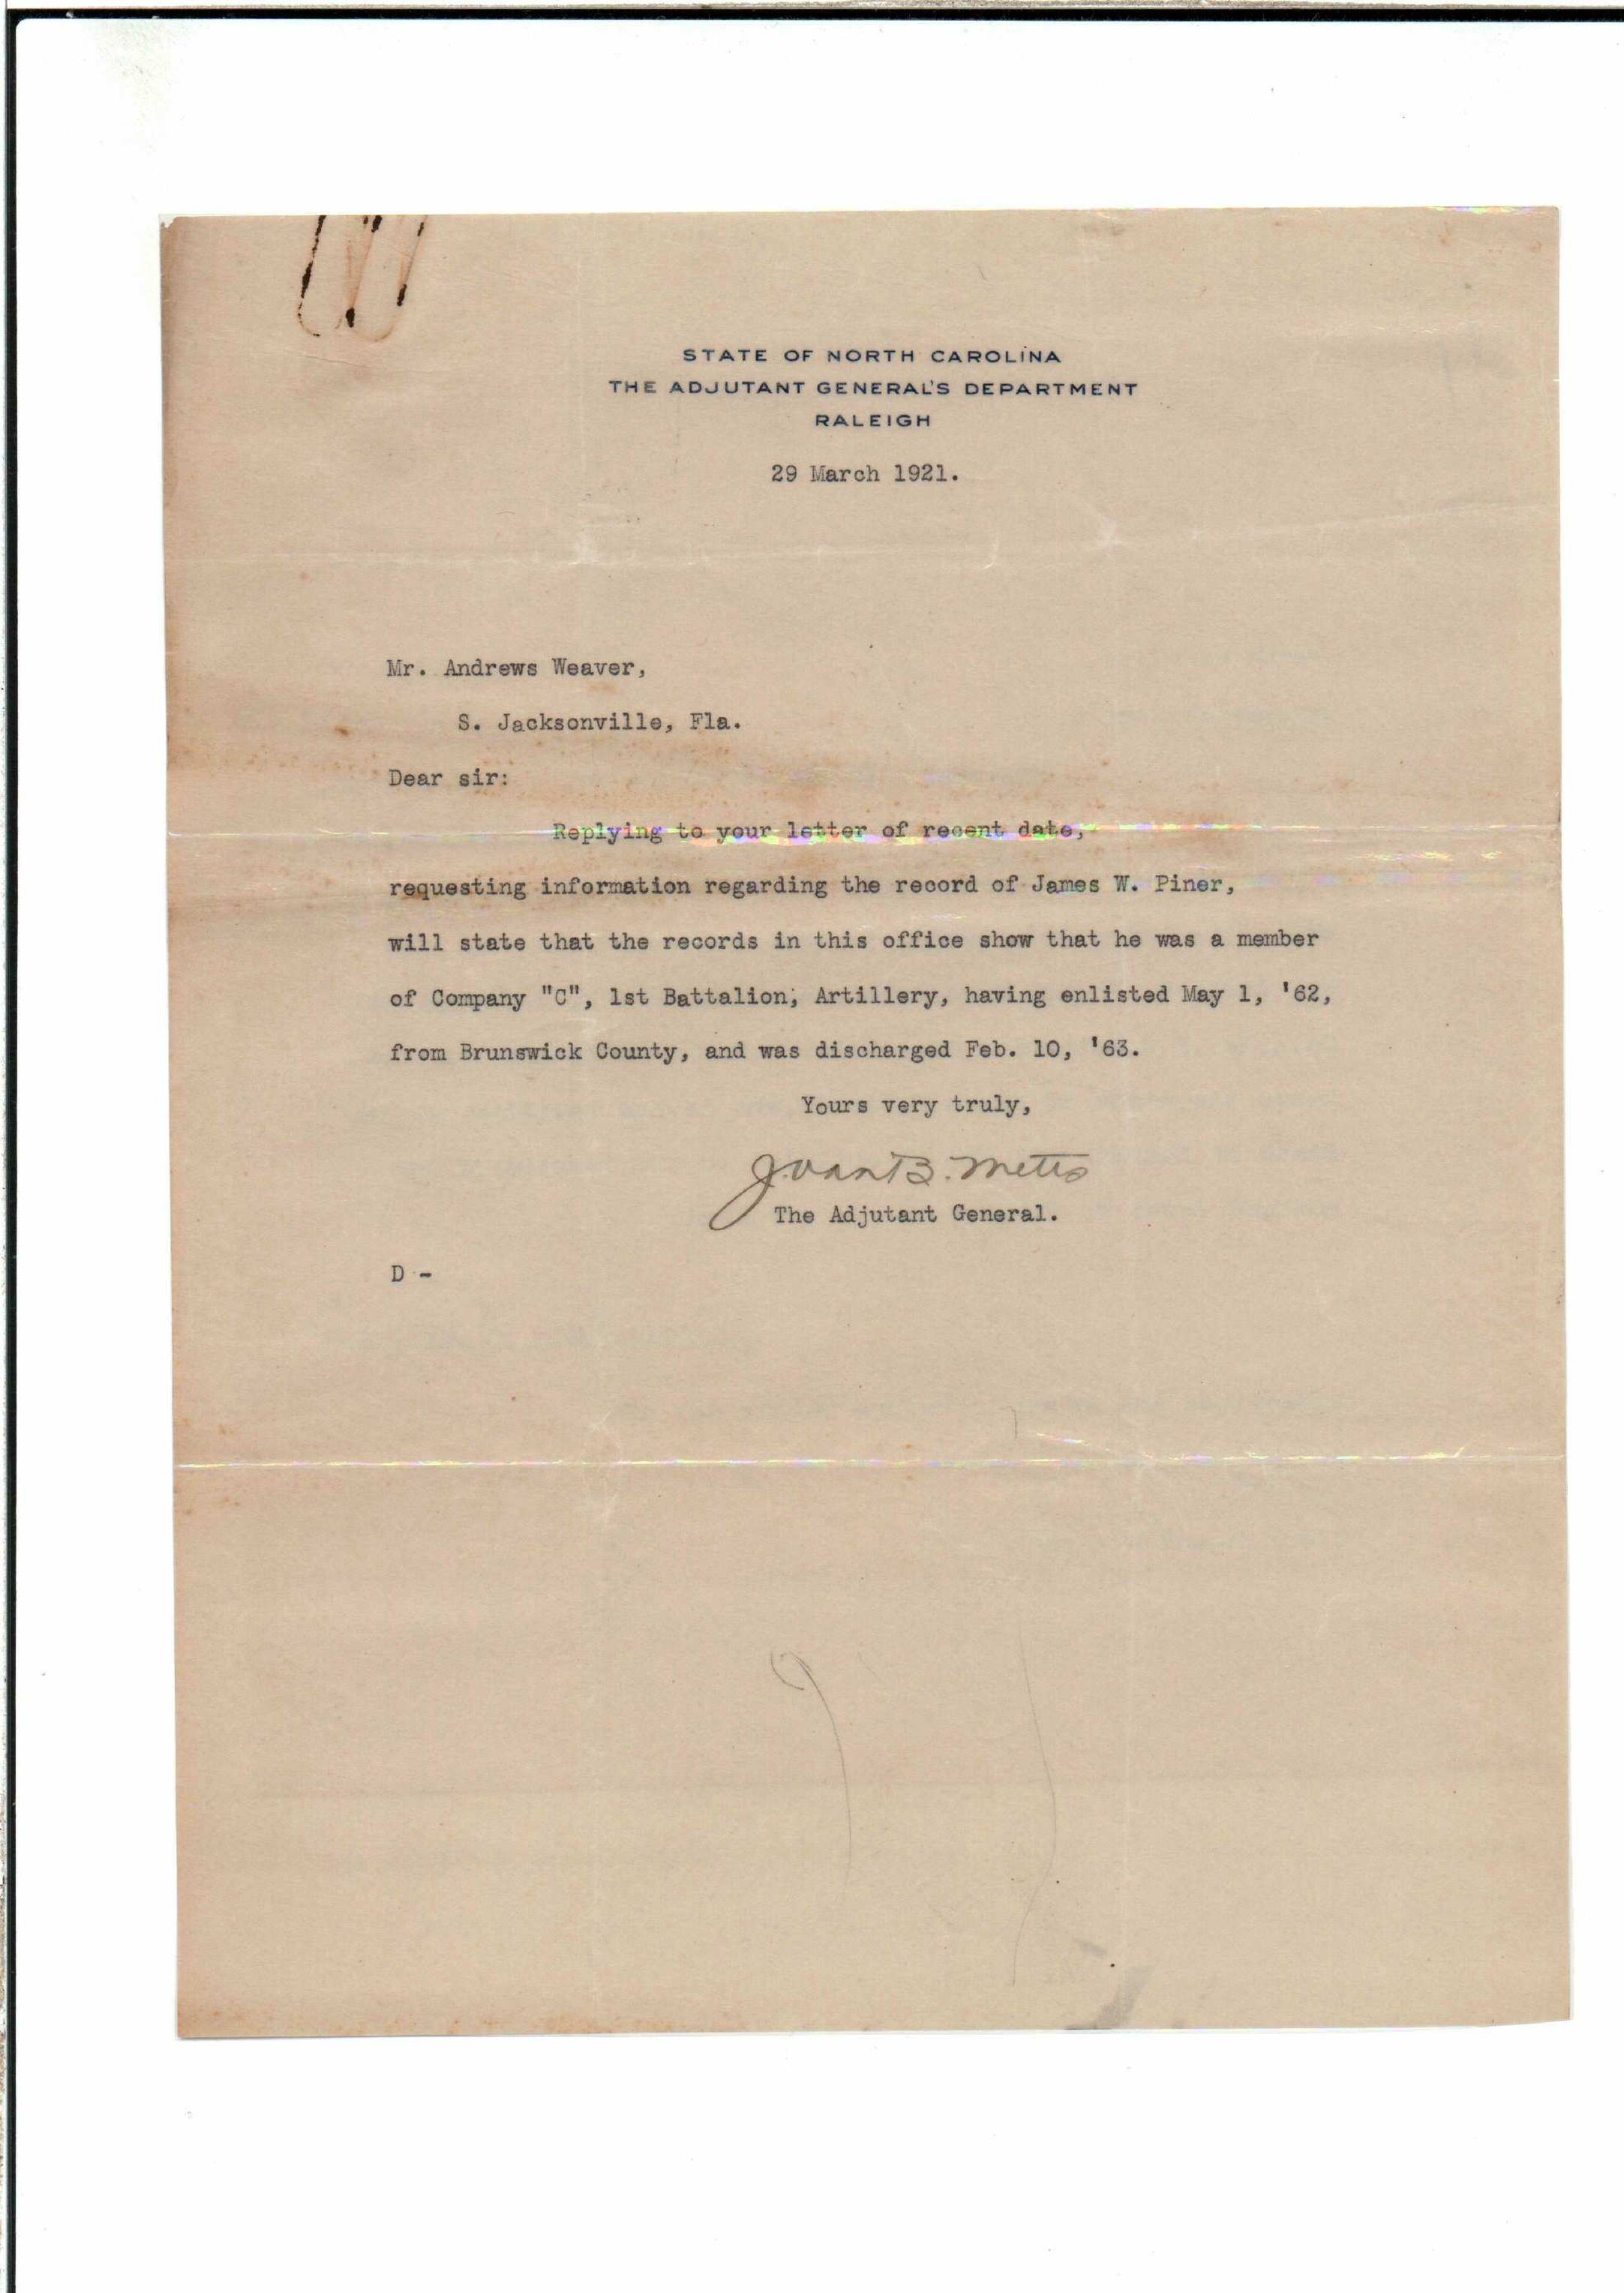 STATE OF NORTH CAROLINA
THE ADJUTANT GENERAL'S DEPARTMENT
RALEIGH
29 March 1921.
Mr. Andrews Weaver,
S. Jacksonville, Fla.
Dear sir:
Replying to your letter of recent date,
requesting information regarding the record of James W. Piner,
will state that the records in this office show that he was a member
of Company "C", 1st Battalion, Artillery, having enlisted May 1, '62,
from Brunswick County, and was discharged Feb. 10, '63.
Yours very truly,
J. Van B. Metts
The Adjutant General.
D -